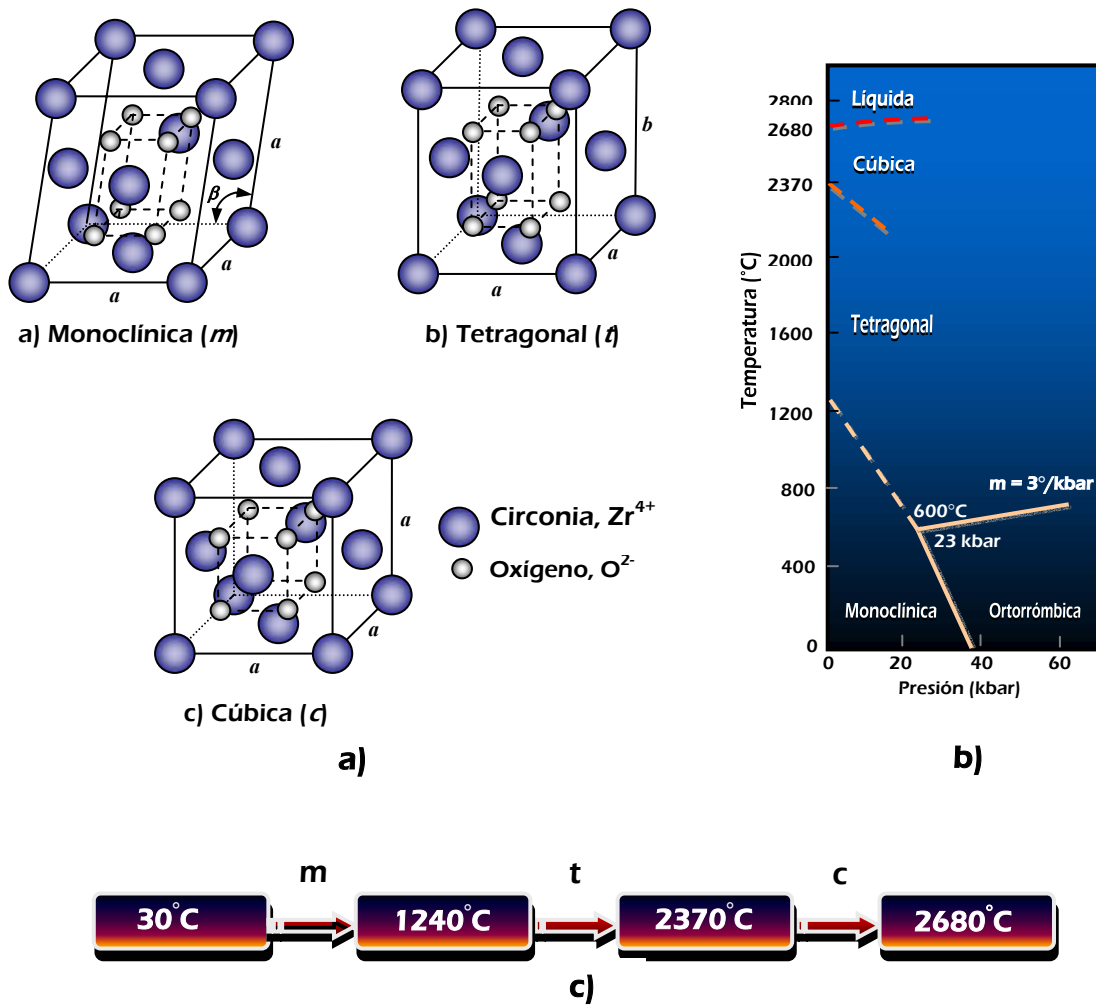 a
β
a
a
a) Monoclínica (m)
b
a
a
b) Tetragonal (t)
a
a
a
c) Cúbica (c)
Circonia, Zr⁴⁺
Oxígeno, O²⁻
a)
Temperatura (°C)
2800
2680
2370
2000
1600
1200
800
400
0
Líquida
Cúbica
Tetragonal
m = 3°/kbar
600°C
23 kbar
Monoclínica
Ortorrómbica
0
20
40
60
Presión (kbar)
b)
m
t
c
30°C
1240°C
2370°C
2680°C
c)